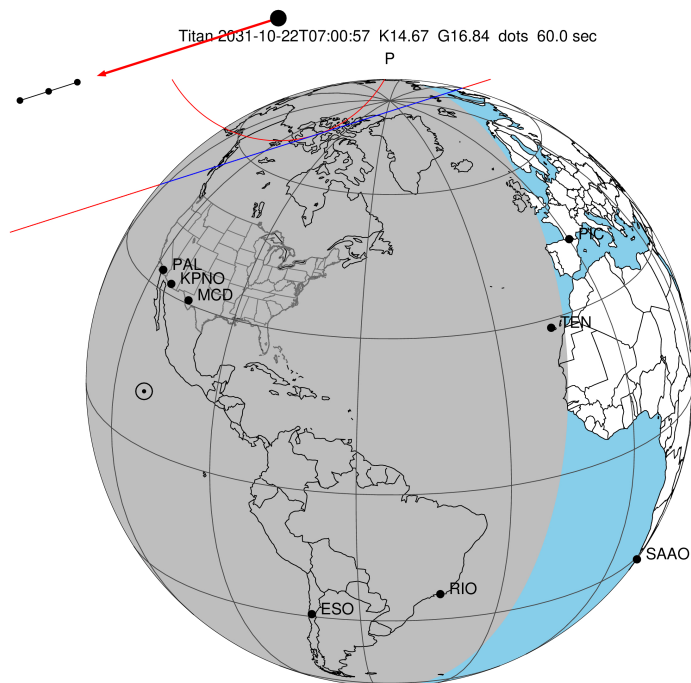 Titan 2031-10-22T07:00:57 K14.67 G16.84 dots 60.0 sec
P
PIC
PAL
KPNO
MCD
TEN
SAAO
RIO
ESO